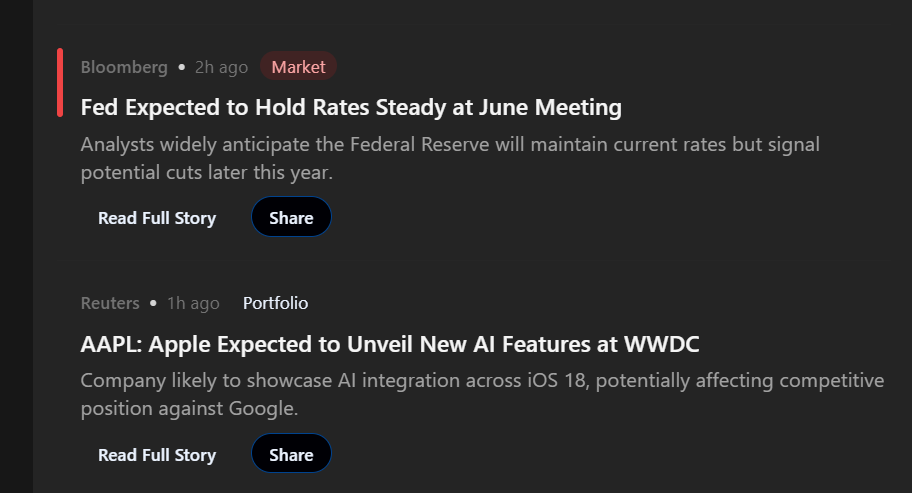 Bloomberg • 2h ago Market
Fed Expected to Hold Rates Steady at June Meeting
Analysts widely anticipate the Federal Reserve will maintain current rates but signal
potential cuts later this year.
Read Full Story Share
Reuters • 1h ago Portfolio
AAPL: Apple Expected to Unveil New AI Features at WWDC
Company likely to showcase AI integration across iOS 18, potentially affecting competitive
position against Google.
Read Full Story Share